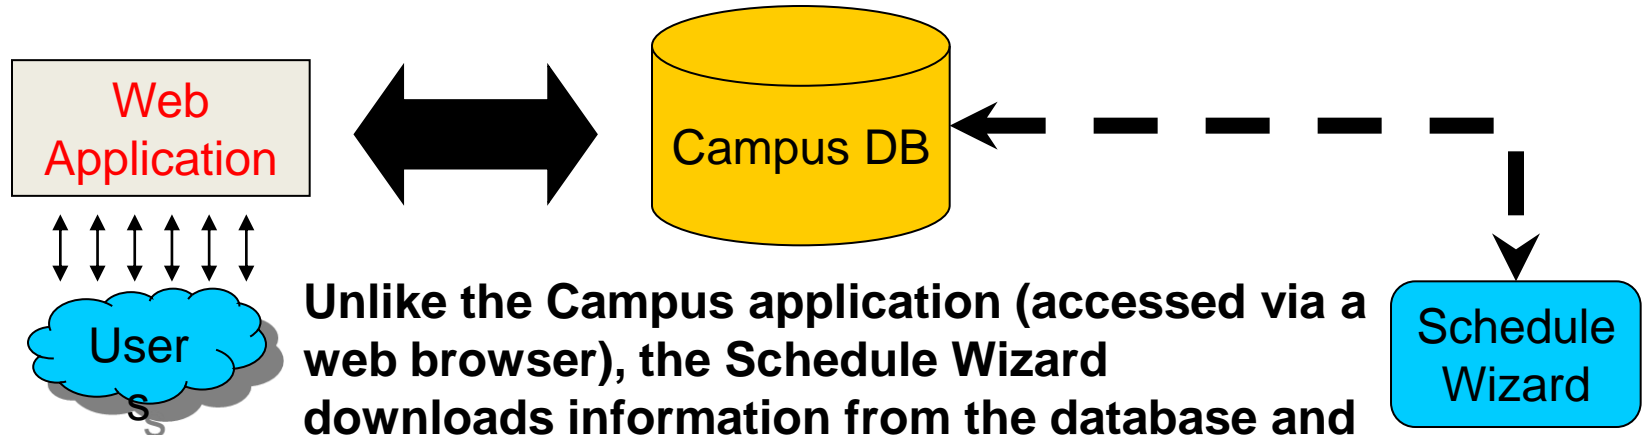 Web
Application
Campus DB
User
s
Unlike the Campus application (accessed via a
web browser), the Schedule Wizard
downloads information from the database and
Schedule
Wizard